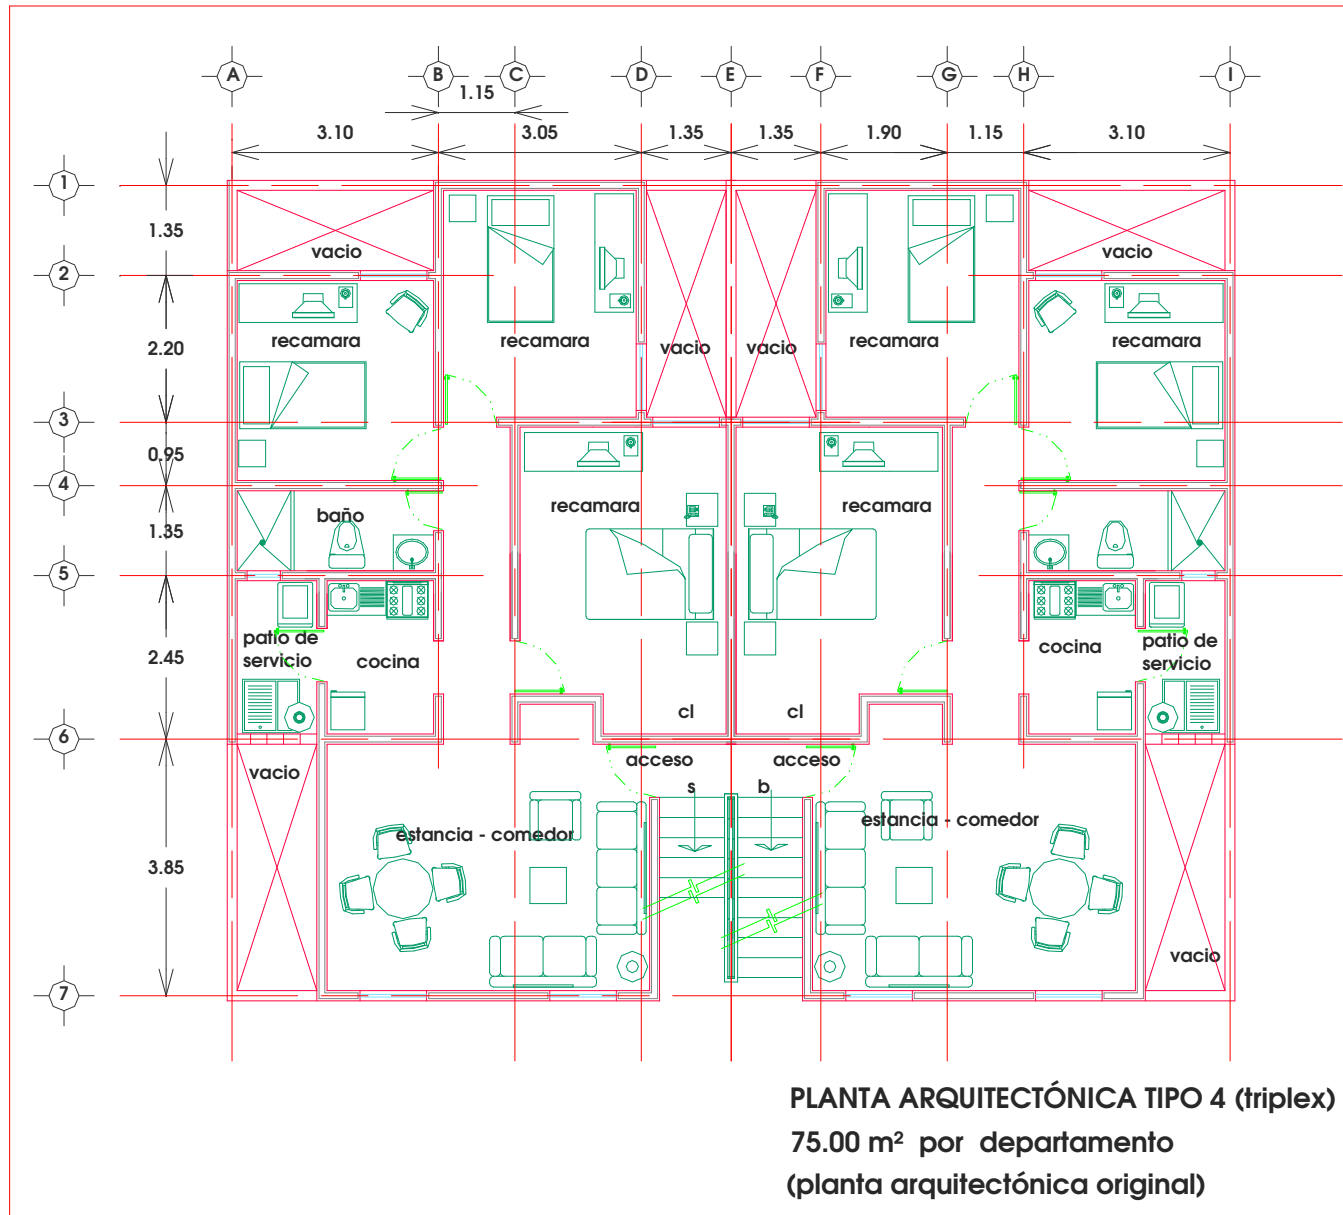 A B C D E F G H I
1.15
3.10 3.05 1.35 1.35 1.90 1.15 3.10
1
1.35
vacio vacio
2
2.20
recamara recamara recamara recamara
vacio vacio
3
0.95
4
recamara recamara
baño
1.35
5
patio de patio de
servicio servicio
cocina cocina
2.45
cl cl
6
acceso acceso
vacio
s b
estancia - comedor estancia - comedor
3.85
vacio
7
PLANTA ARQUITECTÓNICA TIPO 4 (triplex)
75.00 m² por departamento
(planta arquitectónica original)